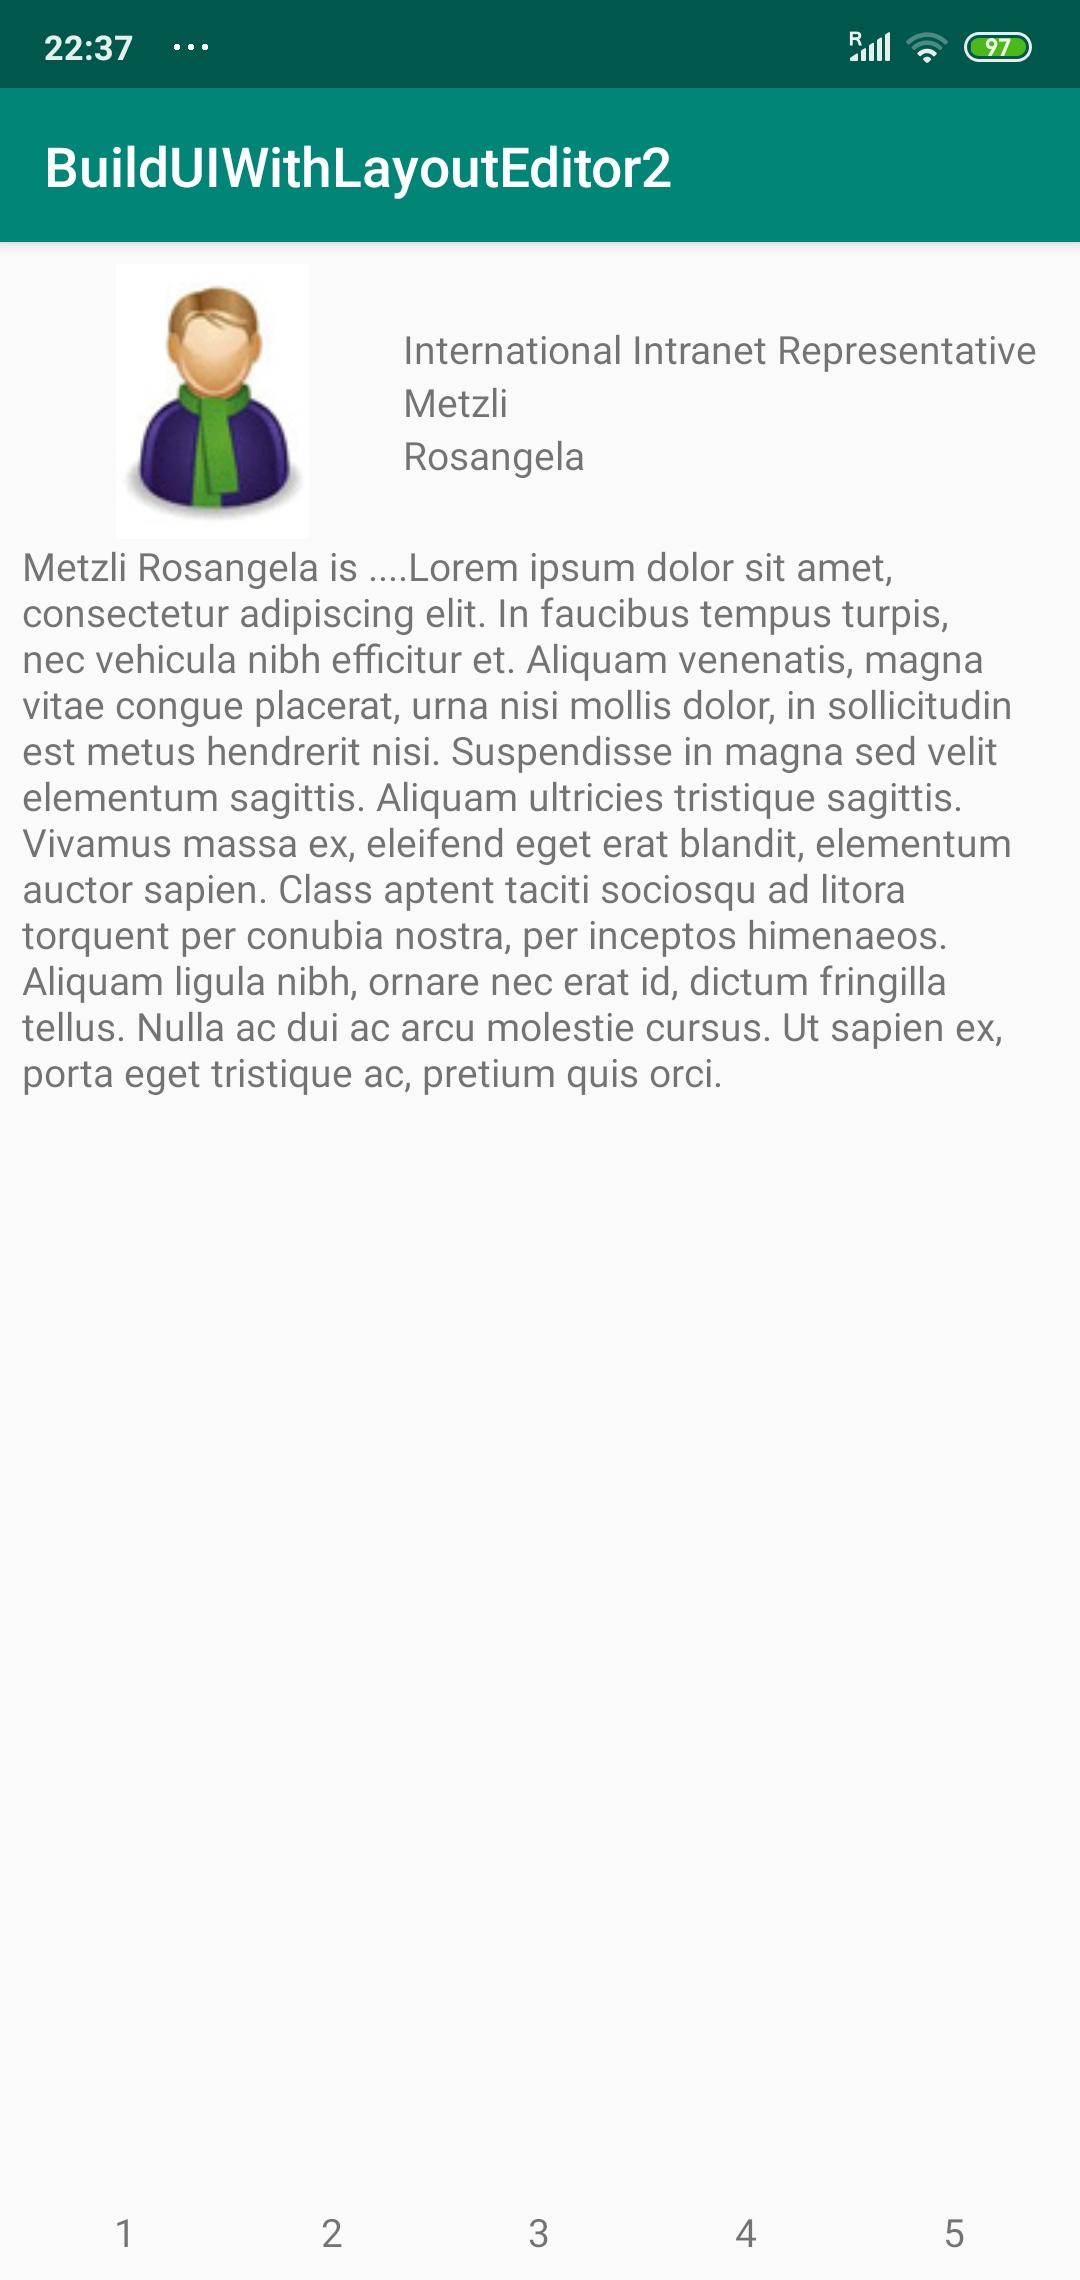 22:37 ... R 97
BuildUIWithLayoutEditor2
International Intranet Representative
Metzli
Rosangela
Metzli Rosangela is ....Lorem ipsum dolor sit amet,
consectetur adipiscing elit. In faucibus tempus turpis,
nec vehicula nibh efficitur et. Aliquam venenatis, magna
vitae congue placerat, urna nisi mollis dolor, in sollicitudin
est metus hendrerit nisi. Suspendisse in magna sed velit
elementum sagittis. Aliquam ultricies tristique sagittis.
Vivamus massa ex, eleifend eget erat blandit, elementum
auctor sapien. Class aptent taciti sociosqu ad litora
torquent per conubia nostra, per inceptos himenaeos.
Aliquam ligula nibh, ornare nec erat id, dictum fringilla
tellus. Nulla ac dui ac arcu molestie cursus. Ut sapien ex,
porta eget tristique ac, pretium quis orci.
1 2 3 4 5